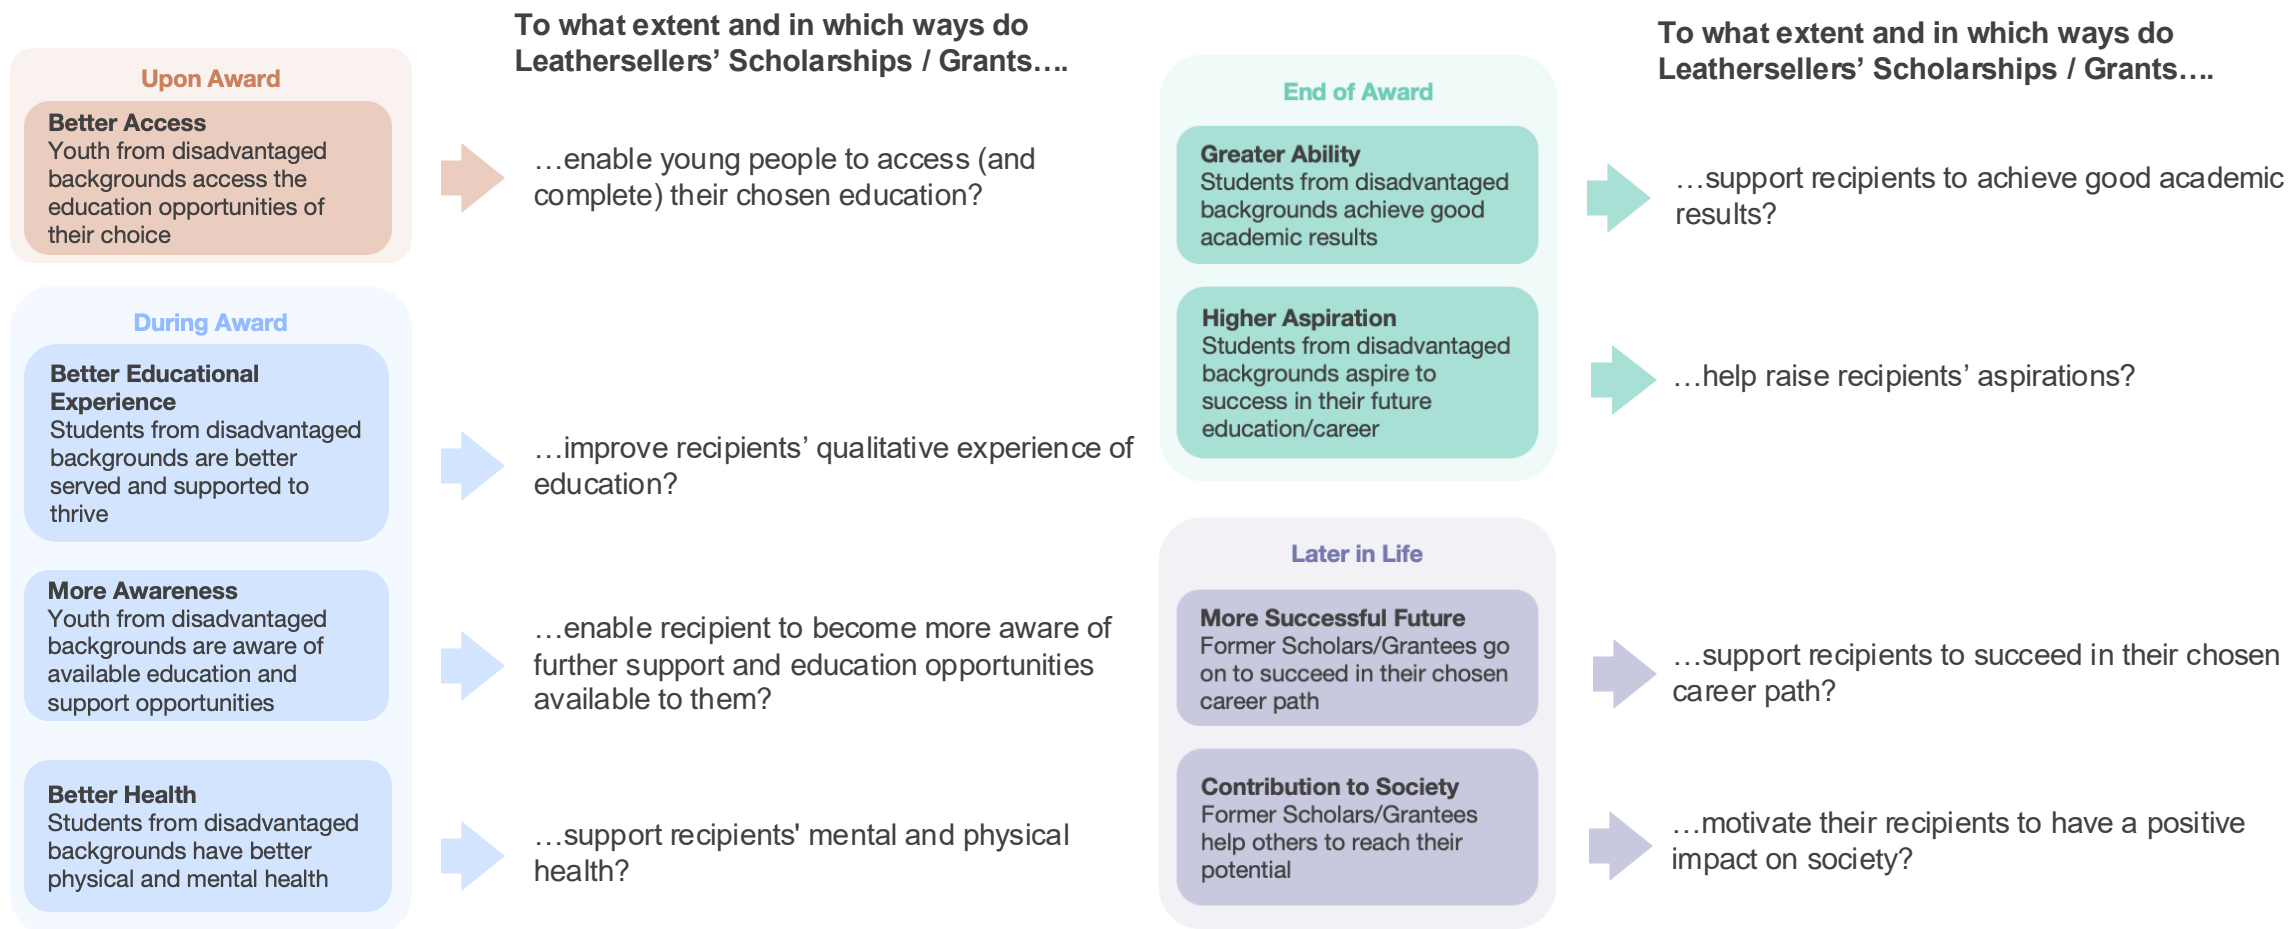 To what extent and in which ways do
Leathersellers’ Scholarships / Grants….
Upon Award
Better Access
Youth from disadvantaged
backgrounds access the
education opportunities of
their choice
…enable young people to access (and
complete) their chosen education?
During Award
Better Educational
Experience
Students from disadvantaged
backgrounds are better
served and supported to
thrive
…improve recipients’ qualitative experience of
education?
More Awareness
Youth from disadvantaged
backgrounds are aware of
available education and
support opportunities
…enable recipient to become more aware of
further support and education opportunities
available to them?
Better Health
Students from disadvantaged
backgrounds have better
physical and mental health
…support recipients' mental and physical
health?
To what extent and in which ways do
Leathersellers’ Scholarships / Grants….
End of Award
Greater Ability
Students from disadvantaged
backgrounds achieve good
academic results
…support recipients to achieve good academic
results?
Higher Aspiration
Students from disadvantaged
backgrounds aspire to
success in their future
education/career
…help raise recipients’ aspirations?
Later in Life
More Successful Future
Former Scholars/Grantees go
on to succeed in their chosen
career path
…support recipients to succeed in their chosen
career path?
Contribution to Society
Former Scholars/Grantees
help others to reach their
potential
…motivate their recipients to have a positive
impact on society?